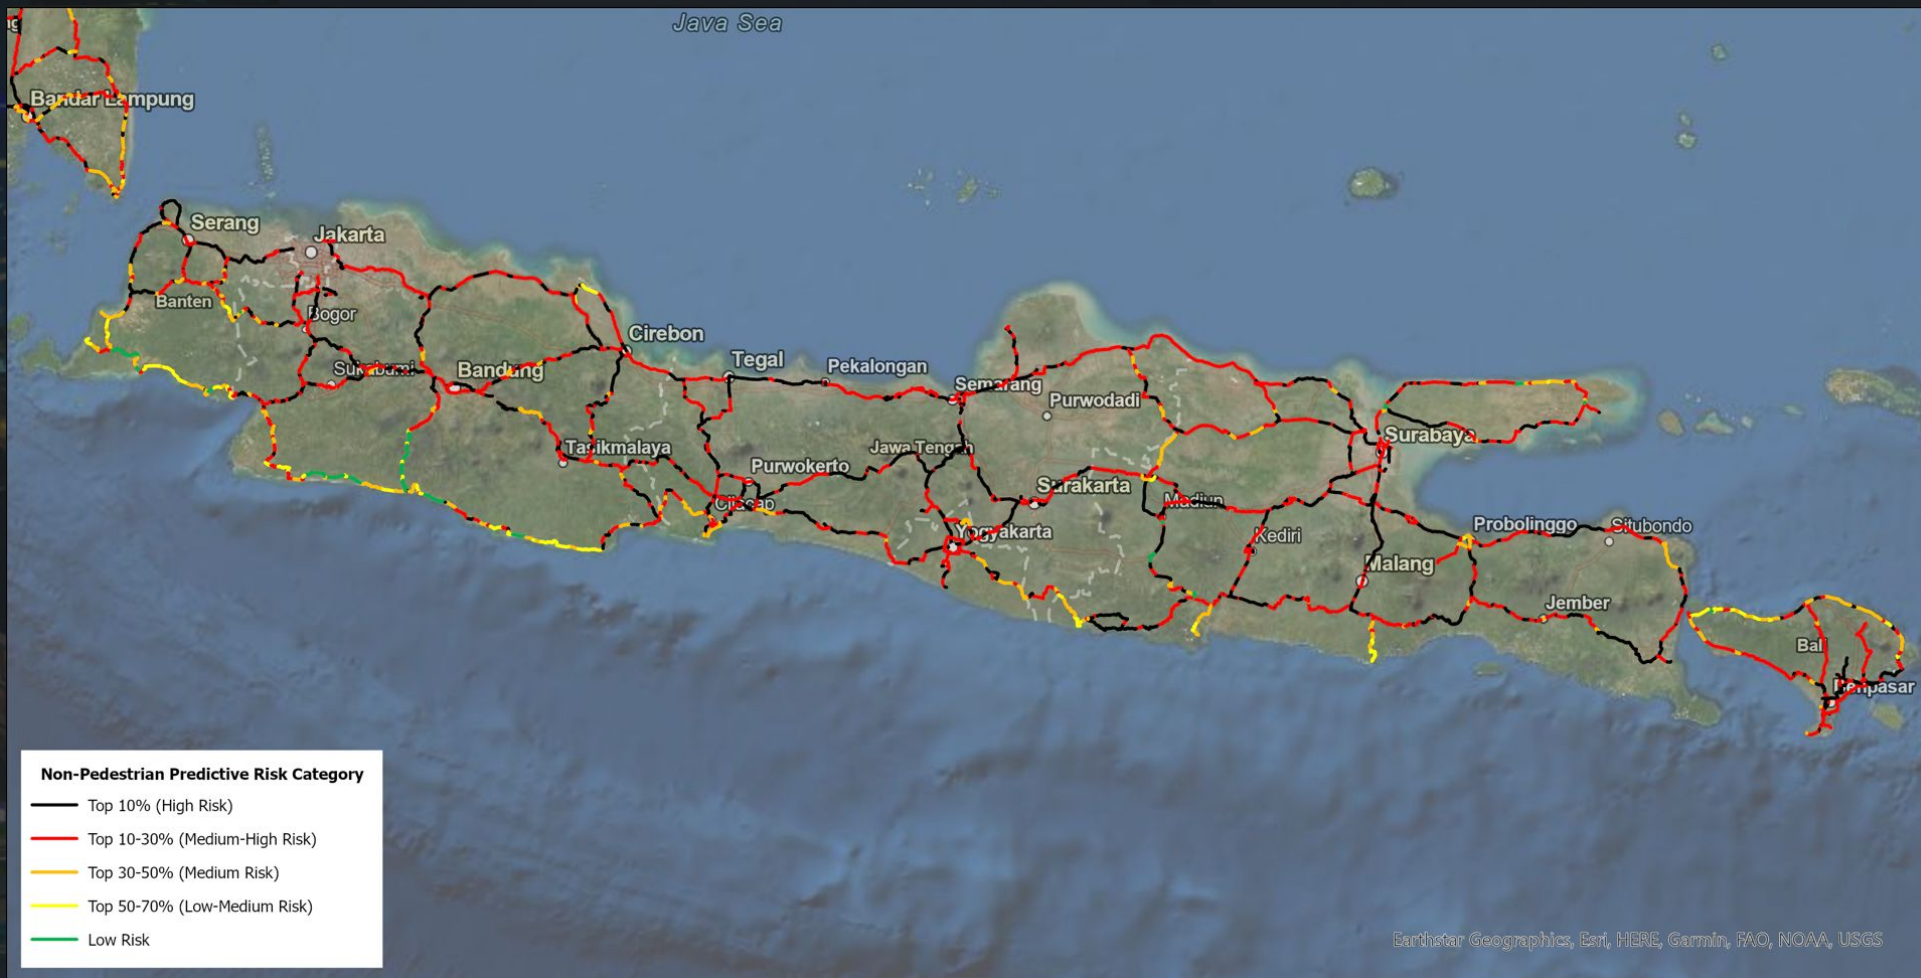 Java Sea
Bandar Lampung
Serang
Jakarta
Banten
Bogor
Cirebon
Sukabumi
Bandung
Tegal
Pekalongan
Semarang
Purwodadi
Tasikmalaya
Jawa Tengah
Surabaya
Purwokerto
Surakarta
Cilacap
Madiun
Yogyakarta
Kediri
Probolinggo
Situbondo
Malang
Jember
Bali
Denpasar
Non-Pedestrian Predictive Risk Category
Top 10% (High Risk)
Top 10-30% (Medium-High Risk)
Top 30-50% (Medium Risk)
Top 50-70% (Low-Medium Risk)
Low Risk
Earthstar Geographics, Esri, HERE, Garmin, FAO, NOAA, USGS